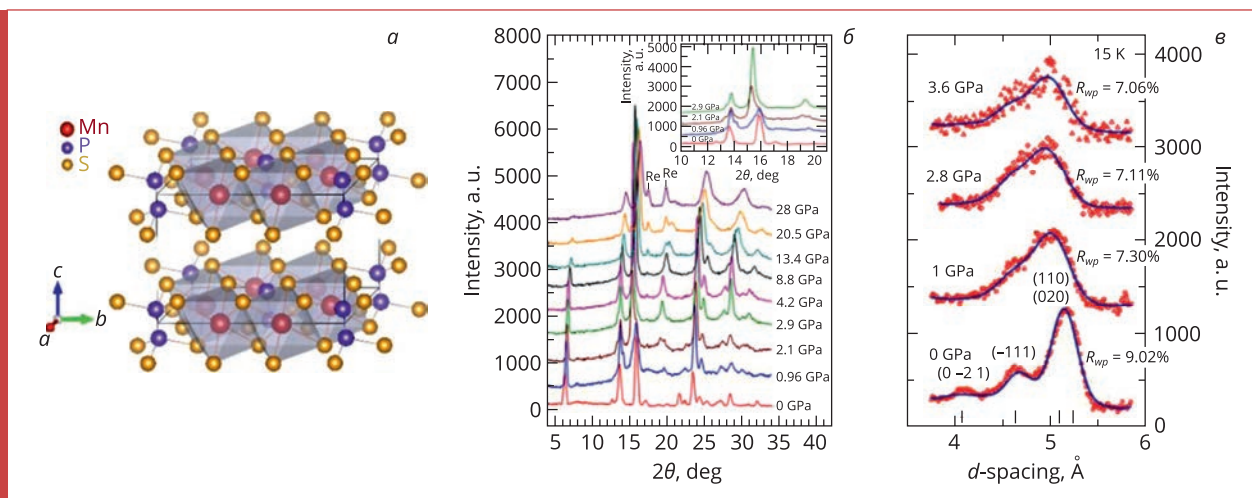 а
Mn
P
S
c
b
a
б
8000
7000
6000
5000
4000
3000
2000
1000
0
Intensity, a. u.
5 10 15 20 25 30 35 40
2θ, deg
Re
Re
28 GPa
20.5 GPa
13.4 GPa
8.8 GPa
4.2 GPa
2.9 GPa
2.1 GPa
0.96 GPa
0 GPa
Intensity, a. u.
5000
4000
3000
2000
1000
0
2.9 GPa
2.1 GPa
0.96 GPa
0 GPa
10 12 14 16 18 20
2θ, deg
в
15 K
3.6 GPa
R_wp = 7.06%
2.8 GPa
R_wp = 7.11%
1 GPa
R_wp = 7.30%
(110)
(020)
0 GPa
(0 –2 1)
(–111)
R_wp = 9.02%
4000
3000
2000
1000
0
Intensity, a. u.
4 5 6
d-spacing, Å